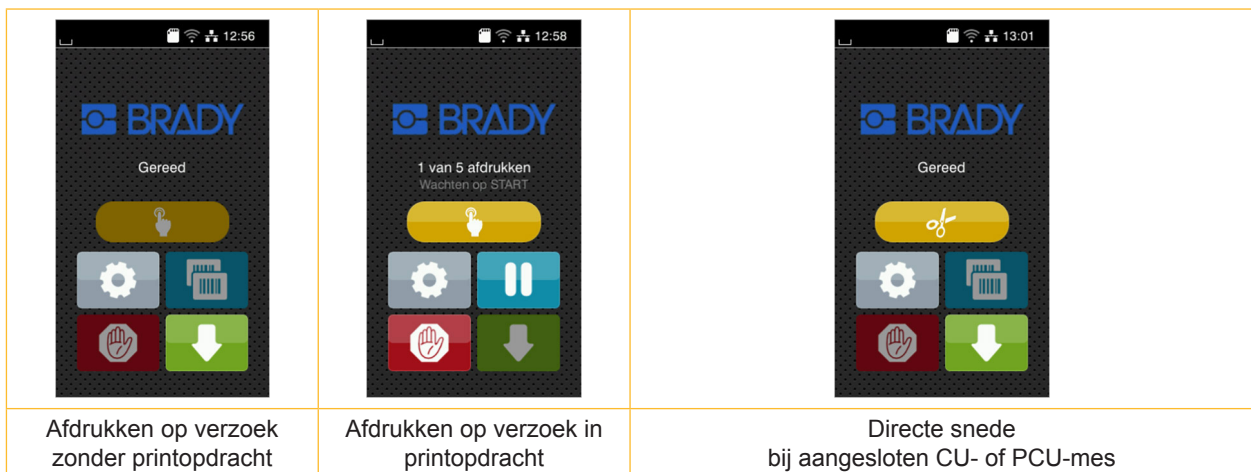 12:56
BRADY
Gereed
12:58
BRADY
1 van 5 afdrukken
Wachten op START
13:01
BRADY
Gereed
Afdrukken op verzoek
zonder printopdracht
Afdrukken op verzoek in
printopdracht
Directe snede
bij aangesloten CU- of PCU-mes